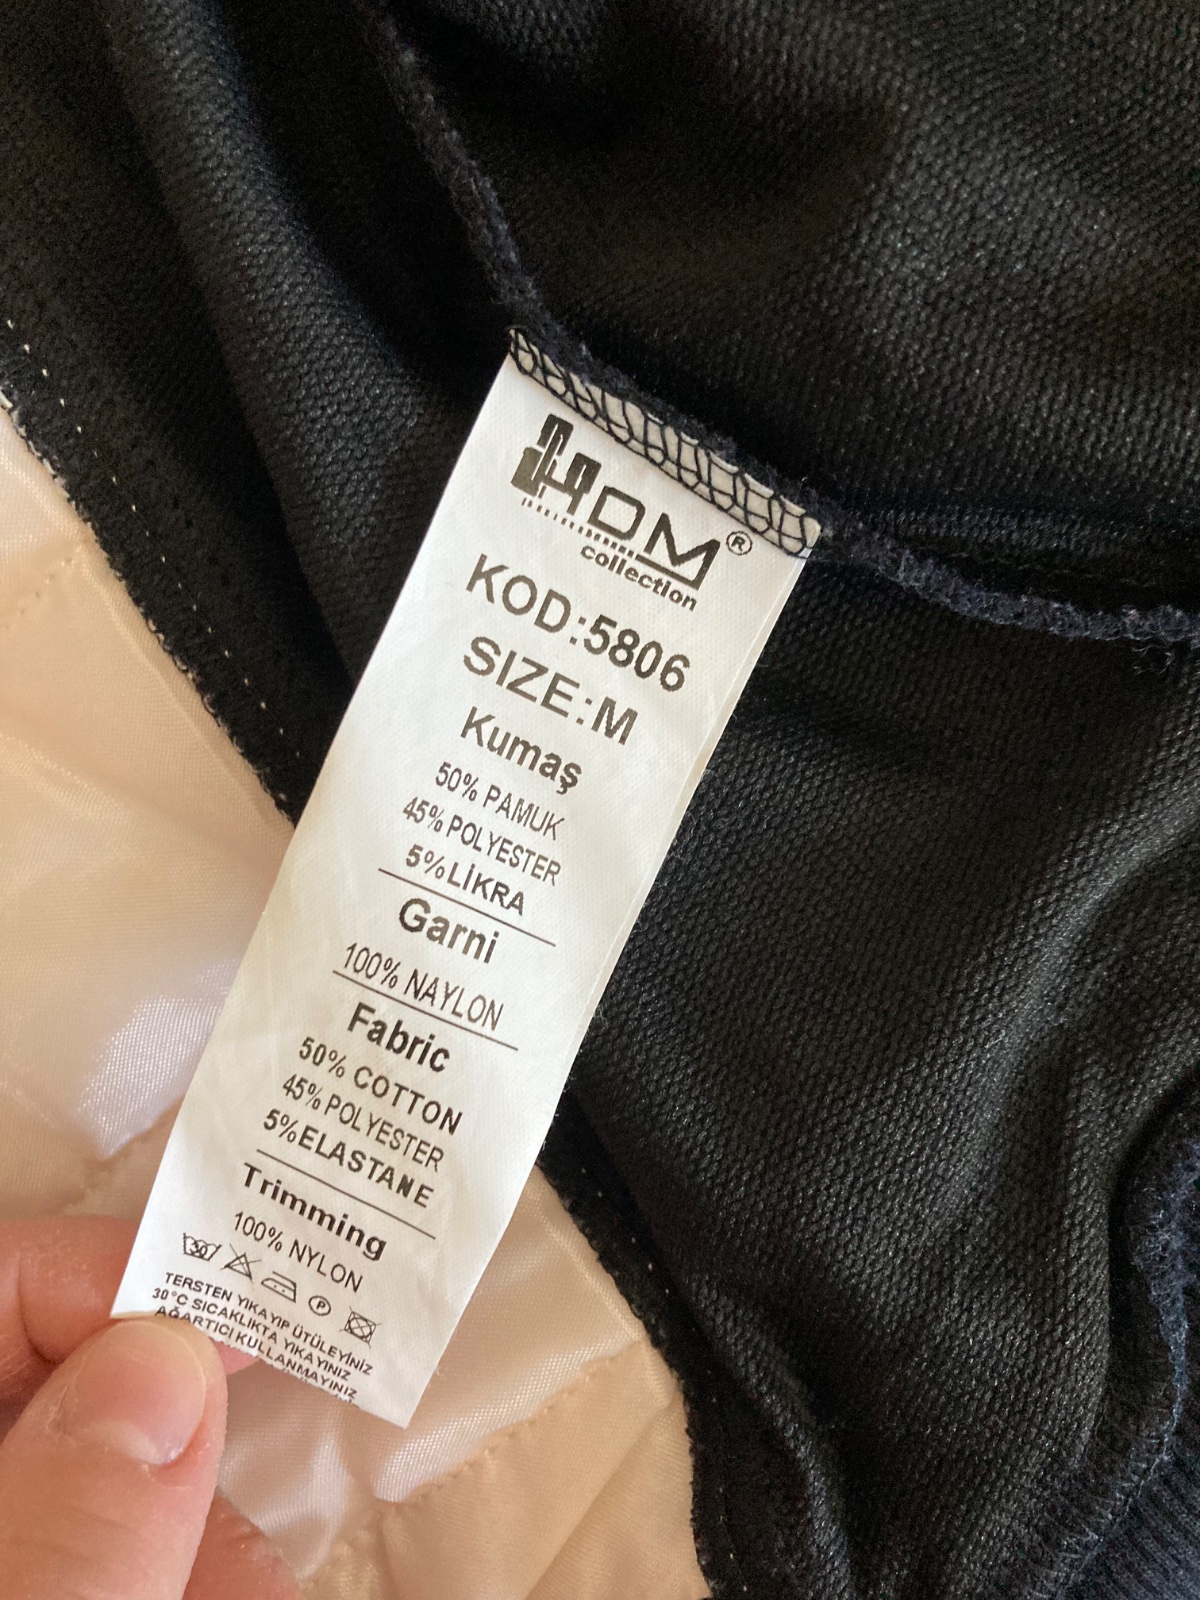 HDM®
collection
KOD:5806
SIZE:M
Kumaş
50% PAMUK
45% POLYESTER
5%LİKRA
Garni
100% NAYLON
Fabric
50% COTTON
45% POLYESTER
5%ELASTANE
Trimming
100% NYLON
30 P
TERSTEN YIKAYIP ÜTÜLEYİNİZ
30°C SICAKLIKTA YIKAYINIZ
AĞARTICI KULLANMAYINIZ